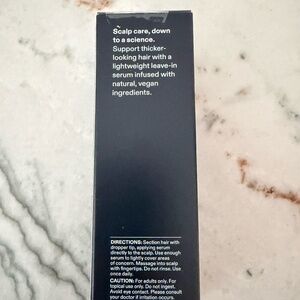 Scalp care, down
to a science.
Support thicker-
looking hair with a
lightweight leave-in
serum infused with
natural, vegan
ingredients.
DIRECTIONS: Section hair with
dropper tip, applying serum
directly to the scalp. Use enough
serum to lightly cover areas
of concern. Massage into scalp
with fingertips. Do not rinse. Use
once daily.
CAUTION: For adults only. For
topical use only. Do not ingest.
Avoid eye contact. Please consult
your doctor if irritation occurs.